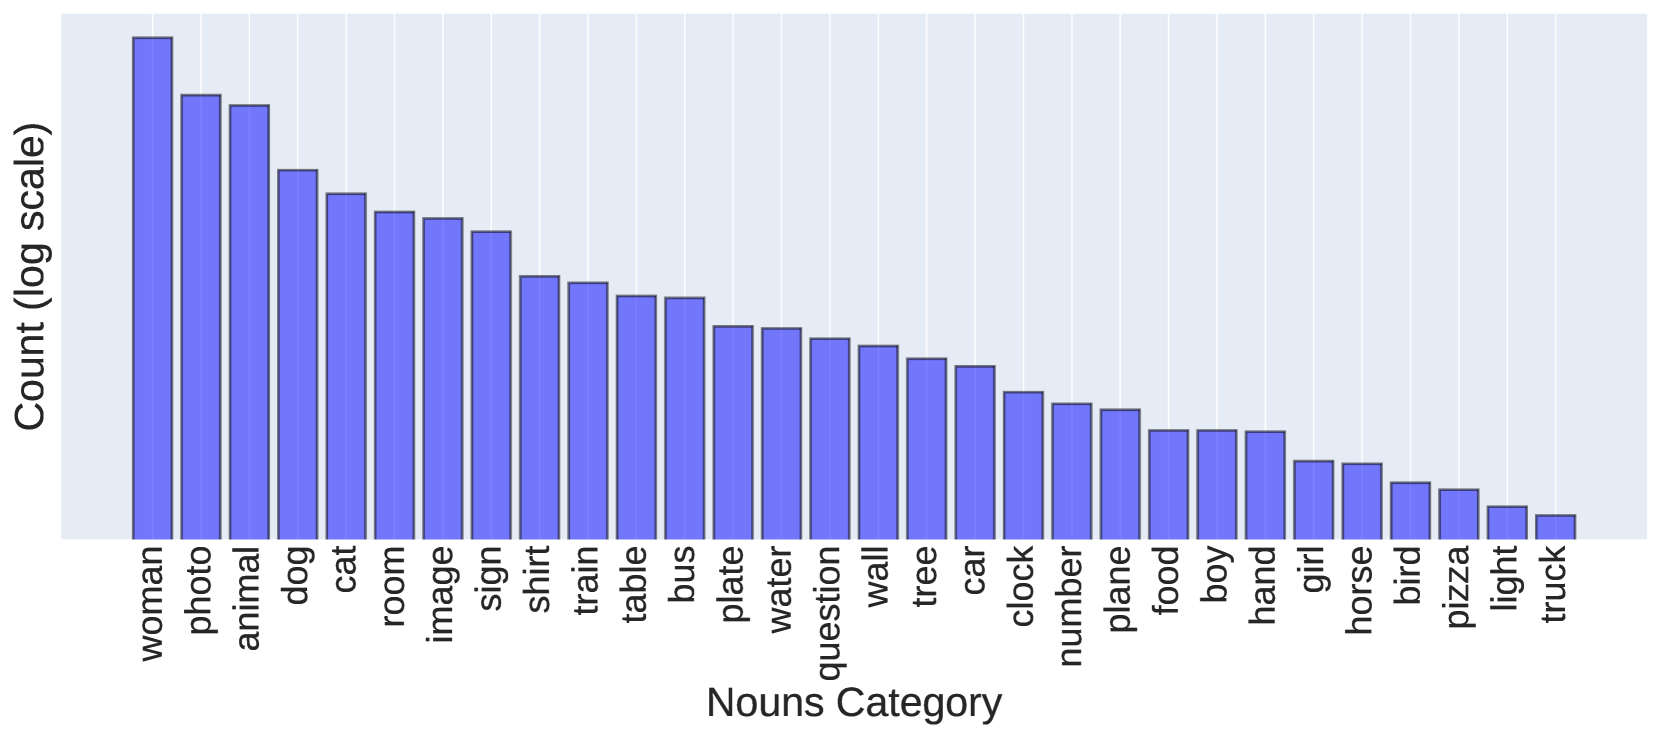 Count (log scale)
woman
photo
animal
dog
cat
room
image
sign
shirt
train
table
bus
plate
water
question
wall
tree
car
clock
number
plane
food
boy
hand
girl
horse
bird
pizza
light
truck
Nouns Category